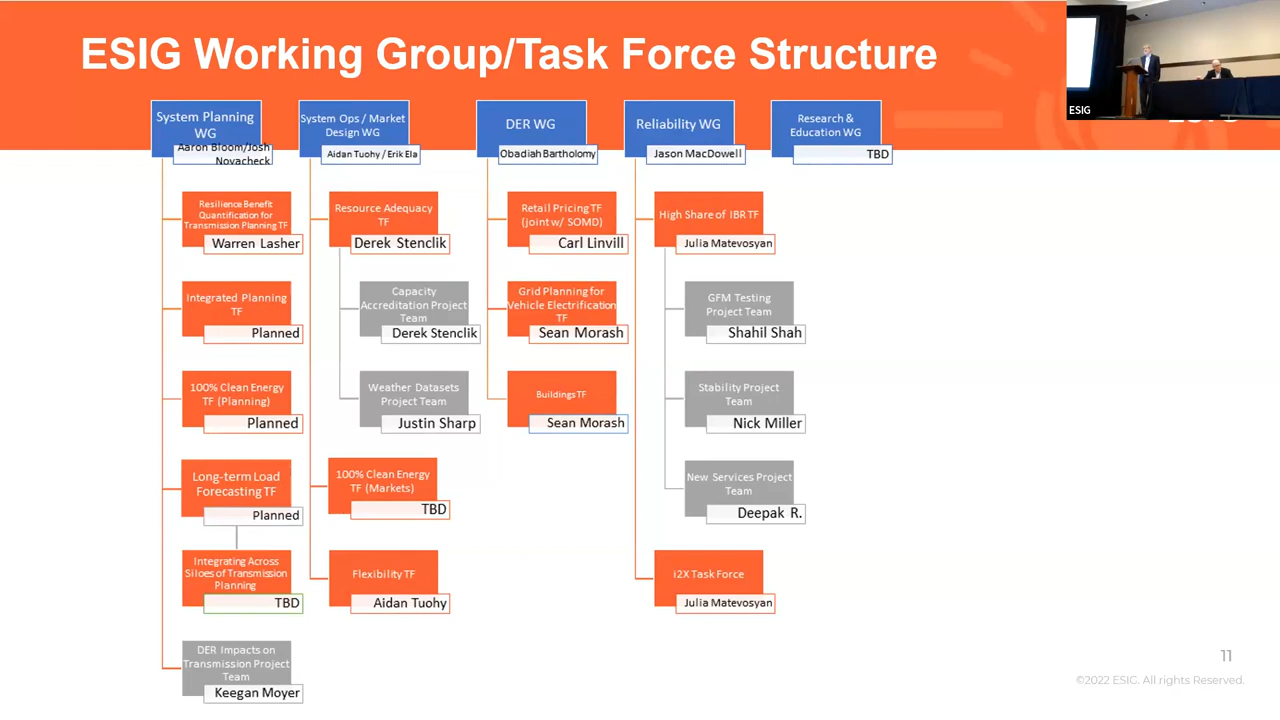 ESIG Working Group/Task Force Structure
ESIG
System Planning
WG
Aaron Bloom/Josh
Novacheck
System Ops / Market
Design WG
Aidan Tuohy / Erik Ela
DER WG
Obadiah Bartholomy
Reliability WG
Jason MacDowell
Research &
Education WG
TBD
Resilience Benefit
Quantification for
Transmission Planning TF
Warren Lasher
Integrated Planning
TF
Planned
100% Clean Energy
TF (Planning)
Planned
Long-term Load
Forecasting TF
Planned
Integrating Across
Siloes of Transmission
Planning
TBD
DER Impacts on
Transmission Project
Team
Keegan Moyer
Resource Adequacy
TF
Derek Stenclik
Capacity
Accreditation Project
Team
Derek Stenclik
Weather Datasets
Project Team
Justin Sharp
100% Clean Energy
TF (Markets)
TBD
Flexibility TF
Aidan Tuohy
Retail Pricing TF
(joint w/ SOMD)
Carl Linvill
Grid Planning for
Vehicle Electrification
TF
Sean Morash
Buildings TF
Sean Morash
High Share of IBR TF
Julia Matevosyan
GFM Testing
Project Team
Shahil Shah
Stability Project
Team
Nick Miller
New Services Project
Team
Deepak R.
i2X Task Force
Julia Matevosyan
11
©2022 ESIG. All rights Reserved.